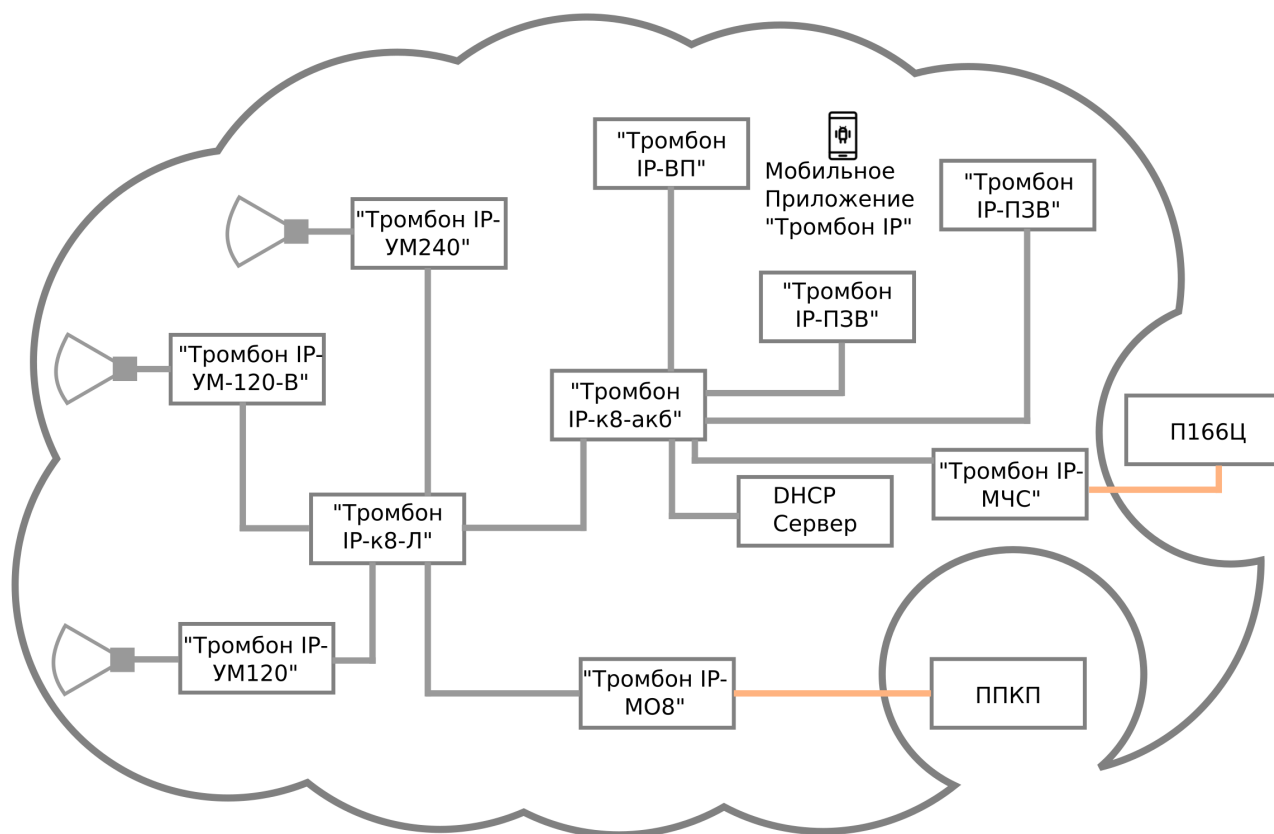 "Тромбон
IP-ВП"
Мобильное
Приложение
"Тромбон IP"
"Тромбон
IP-ПЗВ"
"Тромбон IP-
УМ240"
"Тромбон
IP-ПЗВ"
"Тромбон IP-
УМ-120-В"
"Тромбон
IP-к8-акб"
П166Ц
"Тромбон IP-
МЧС"
DHCP
Сервер
"Тромбон
IP-к8-Л"
"Тромбон IP-
УМ120"
"Тромбон IP-
МО8"
ППКП